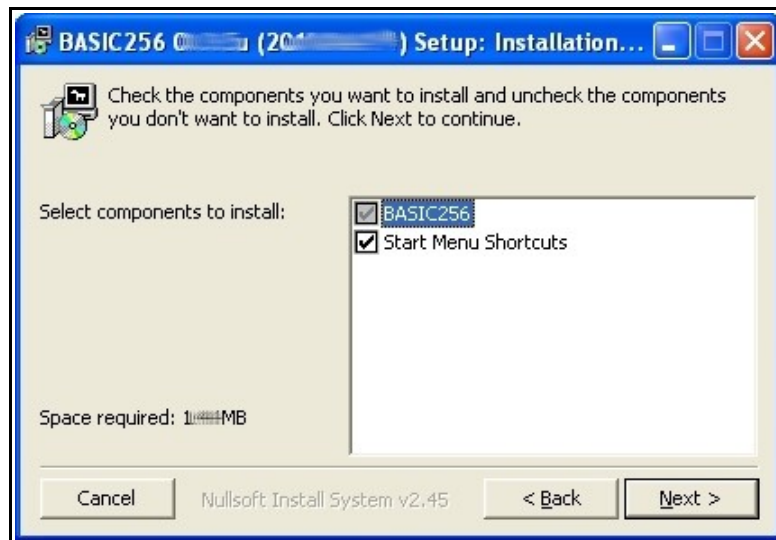 BASIC256 (20 ) Setup: Installation...
Check the components you want to install and uncheck the components
you don't want to install. Click Next to continue.
Select components to install:
BASIC256
Start Menu Shortcuts
Space required: 1 MB
Cancel
Nullsoft Install System v2.45
< Back
Next >